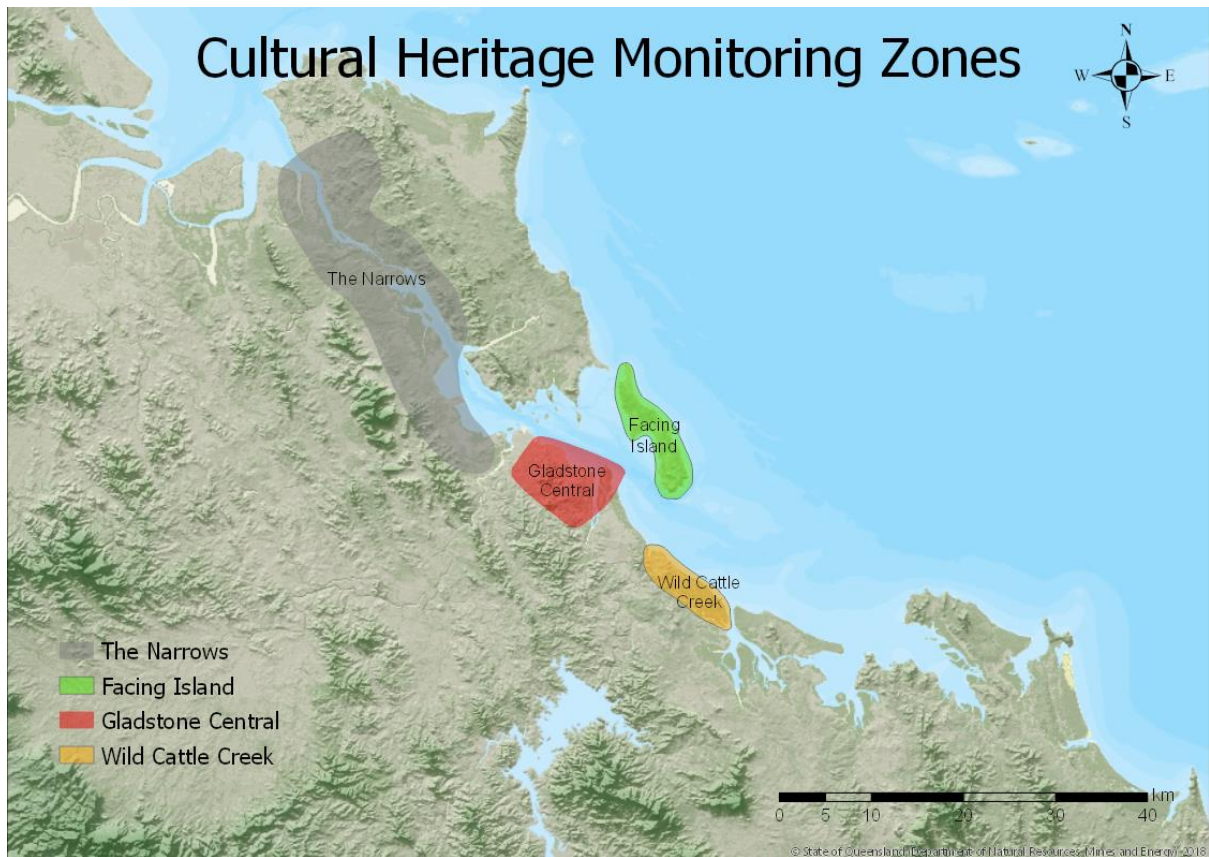 Cultural Heritage Monitoring Zones
N
W E
S
The Narrows
Facing
Island
Gladstone
Central
Wild Cattle
Creek
The Narrows
Facing Island
Gladstone Central
Wild Cattle Creek
km
0 5 10 20 30 40
© State of Queensland, Department of Natural Resources, Mines and Energy, 2018